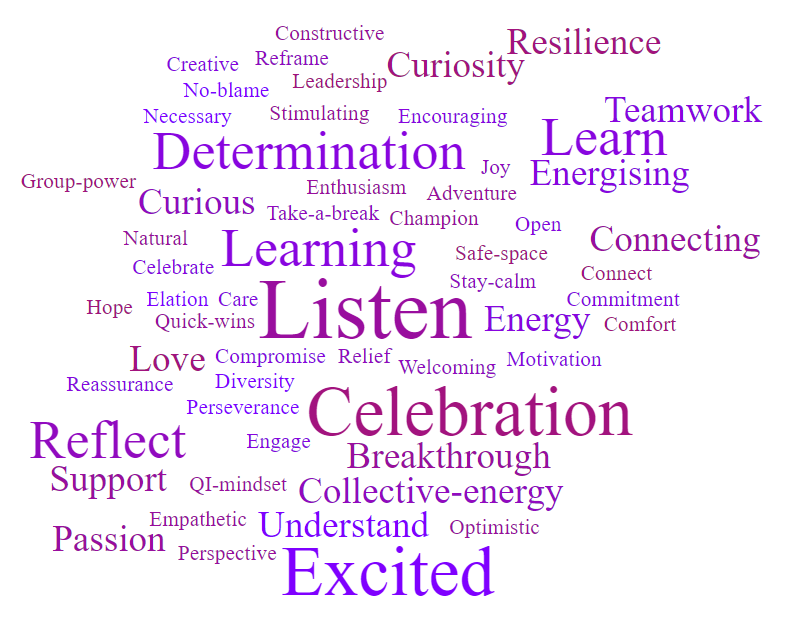 Constructive
Resilience
Reframe
Creative
Curiosity
Leadership
No-blame
Teamwork
Stimulating
Encouraging
Necessary
Learn
Determination
Joy
Energising
Group-power
Enthusiasm
Adventure
Curious
Take-a-break
Champion
Open
Natural
Connecting
Learning
Safe-space
Celebrate
Connect
Stay-calm
Hope
Elation
Care
Commitment
Listen
Quick-wins
Energy
Comfort
Love
Compromise
Relief
Welcoming
Motivation
Reassurance
Diversity
Perseverance
Celebration
Reflect
Engage
Breakthrough
Support
QI-mindset
Collective-energy
Empathetic
Understand
Optimistic
Passion
Perspective
Excited